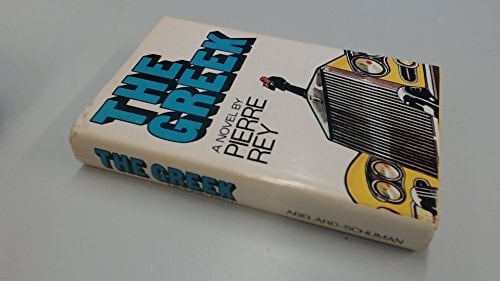 THE
GREEK
A NOVEL BY
PIERRE
REY
THE GREEK
ABELARD-SCHUMAN